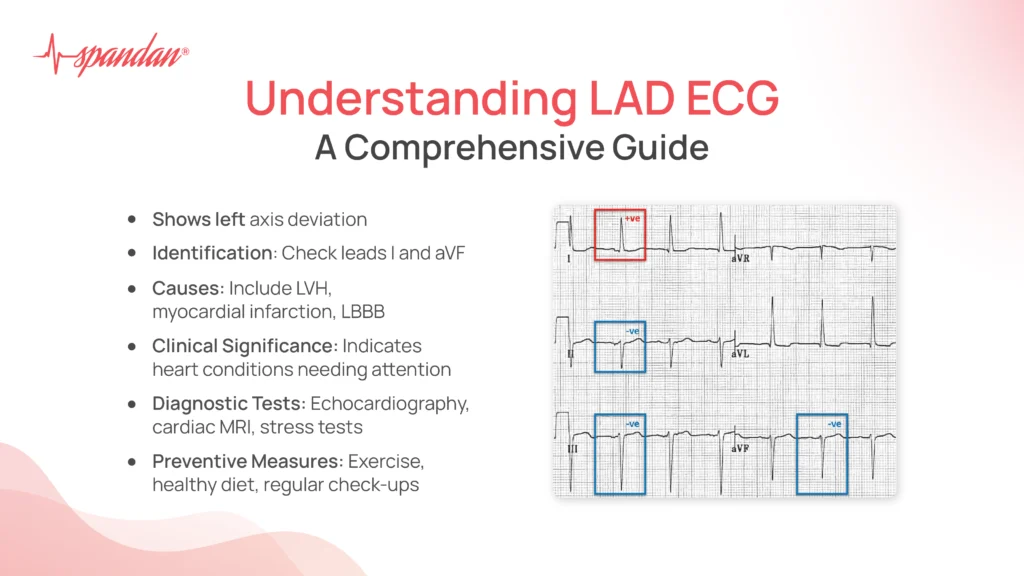 spandan®
Understanding LAD ECG
A Comprehensive Guide
• Shows left axis deviation
• Identification: Check leads I and aVF
• Causes: Include LVH,
myocardial infarction, LBBB
• Clinical Significance: Indicates
heart conditions needing attention
• Diagnostic Tests: Echocardiography,
cardiac MRI, stress tests
• Preventive Measures: Exercise,
healthy diet, regular check-ups
+ve
I aVR
-ve
II aVL
-ve -ve
III aVF